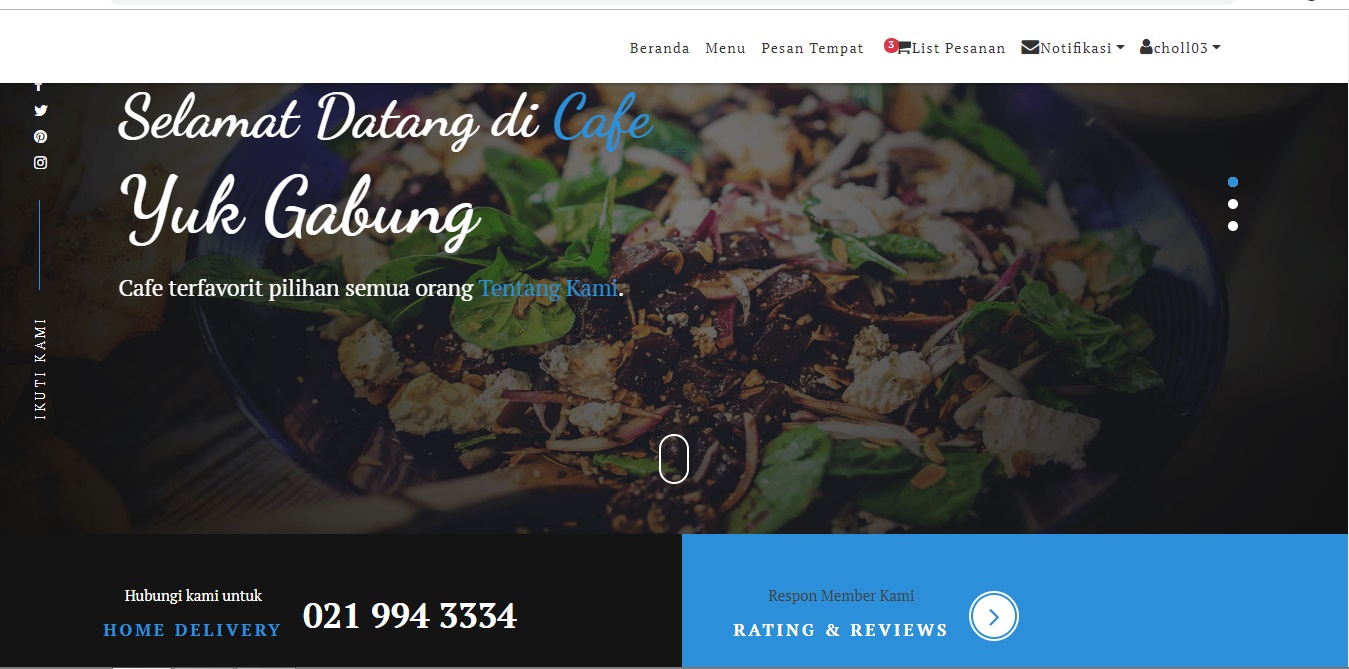 Beranda Menu Pesan Tempat 3 List Pesanan Notifikasi choll03
Selamat Datang di Cafe
Yuk Gabung
Cafe terfavorit pilihan semua orang Tentang Kami.
IKUTI KAMI
Hubungi kami untuk
HOME DELIVERY
021 994 3334
Respon Member Kami
RATING & REVIEWS